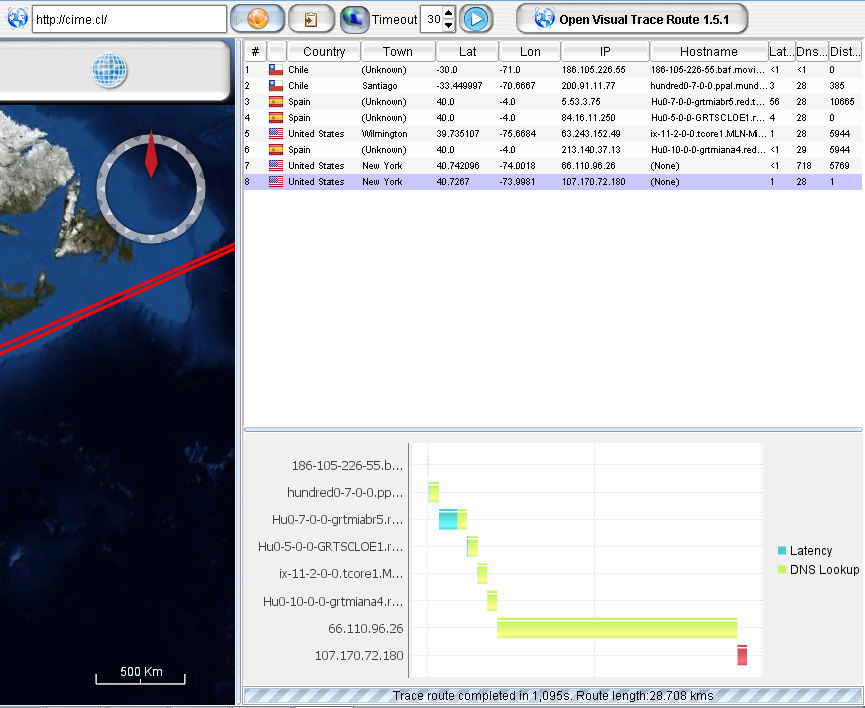 http://cime.cl/ Timeout 30 Open Visual Trace Route 1.5.1
# Country Town Lat Lon IP Hostname Lat... Dns... Dist...
1 Chile (Unknown) -30.0 -71.0 186.105.226.55 186-105-226-55.baf.movi... <1 <1 0
2 Chile Santiago -33.449997 -70.6667 200.91.11.77 hundred0-7-0-0.ppal.mund... 3 28 385
3 Spain (Unknown) 40.0 -4.0 5.53.3.75 Hu0-7-0-0-grtmiabr5.red.t... 56 28 10665
4 Spain (Unknown) 40.0 -4.0 84.16.11.250 Hu0-5-0-0-GRTSCLOE1.r... 4 28 0
5 United States Wilmington 39.735107 -75.6684 63.243.152.49 ix-11-2-0-0.tcore1.MLN-Mi... 1 28 5944
6 Spain (Unknown) 40.0 -4.0 213.140.37.13 Hu0-10-0-0-grtmiana4.red... <1 29 5944
7 United States New York 40.742096 -74.0018 66.110.96.26 (None) <1 718 5769
8 United States New York 40.7267 -73.9981 107.170.72.180 (None) 1 28 1
186-105-226-55.b...
hundred0-7-0-0.pp...
Hu0-7-0-0-grtmiabr5.r...
Hu0-5-0-0-GRTSCLOE1.r...
ix-11-2-0-0.tcore1.M...
Hu0-10-0-0-grtmiana4.r...
66.110.96.26
107.170.72.180
Latency
DNS Lookup
500 Km
Trace route completed in 1,095s. Route length:28.708 kms